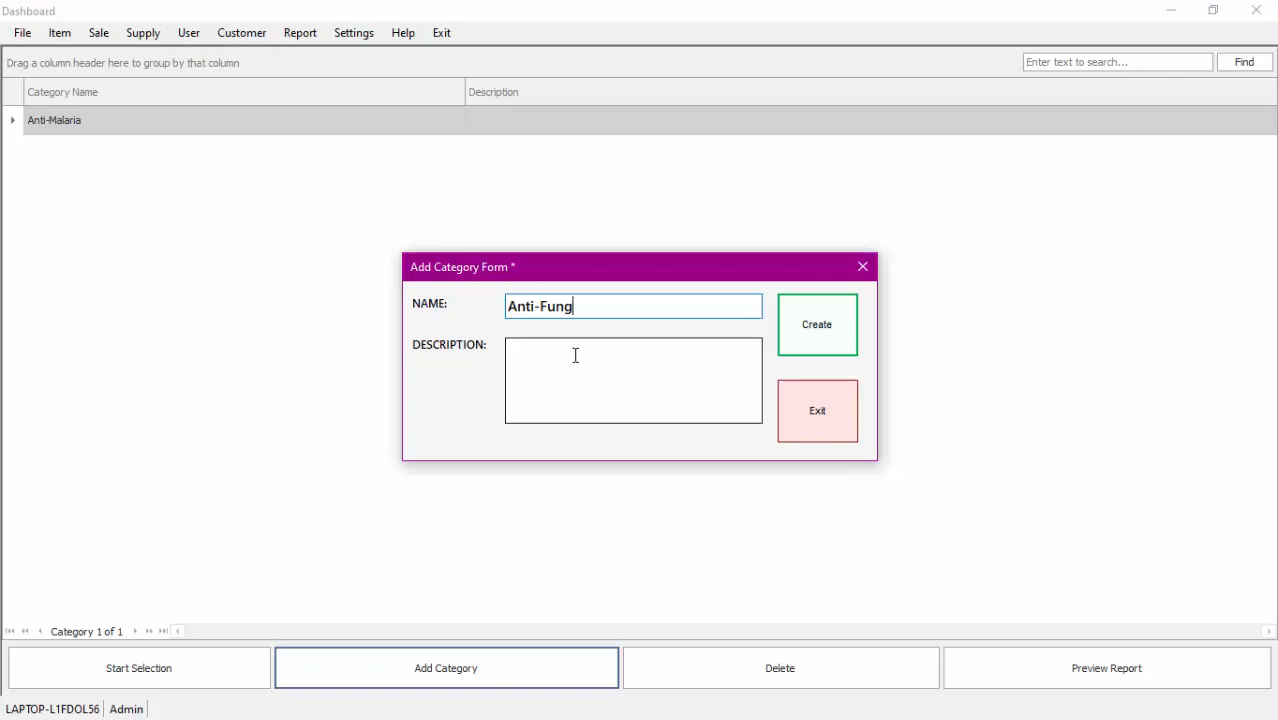 Dashboard
File Item Sale Supply User Customer Report Settings Help Exit
Drag a column header here to group by that column
Enter text to search... Find
Category Name Description
Anti-Malaria
Add Category Form *
NAME: Anti-Fung
Create
DESCRIPTION:
Exit
Category 1 of 1
Start Selection Add Category Delete Preview Report
LAPTOP-L1FDOL56 Admin